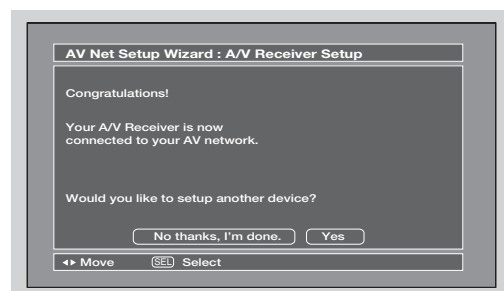 AV Net Setup Wizard : A/V Receiver Setup
Congratulations!
Your A/V Receiver is now
connected to your AV network.
Would you like to setup another device?
No thanks, I'm done. Yes
Move SEL Select